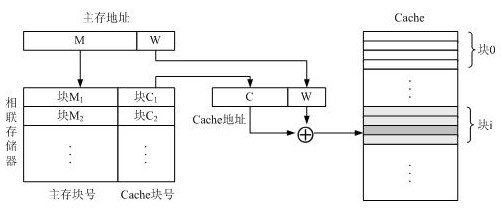 主存地址
M W
Cache
块0
相联存储器
块M₁ 块C₁
块M₂ 块C₂
C W
Cache地址
块i
主存块号 Cache块号